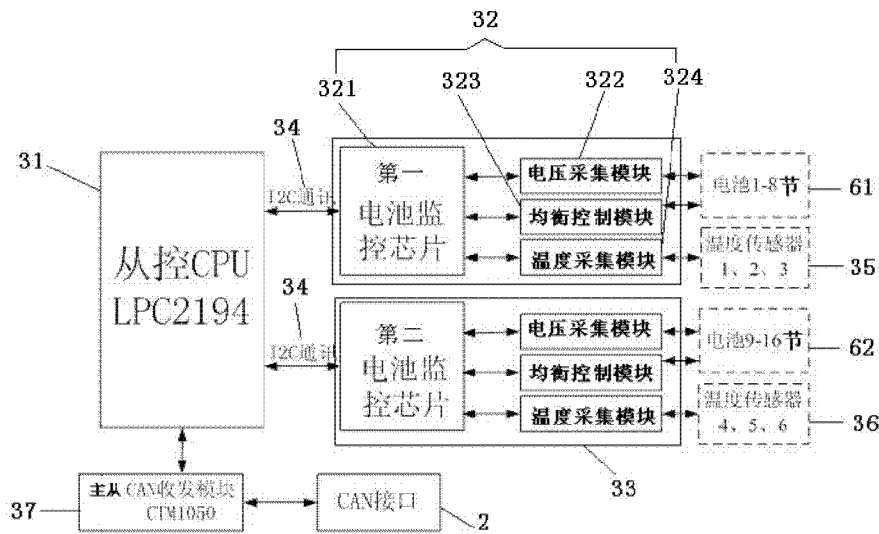 32
321
323
322
324
31
34
从控CPU
LPC2194
I2C通讯
第一
电池监
控芯片
电压采集模块
均衡控制模块
温度采集模块
电池1-8节
61
温度传感器
1、2、3
35
34
I2C通讯
第二
电池监
控芯片
电压采集模块
均衡控制模块
温度采集模块
电池9-16节
62
温度传感器
4、5、6
36
33
主从CAN收发模块
CTM1050
37
CAN接口
2